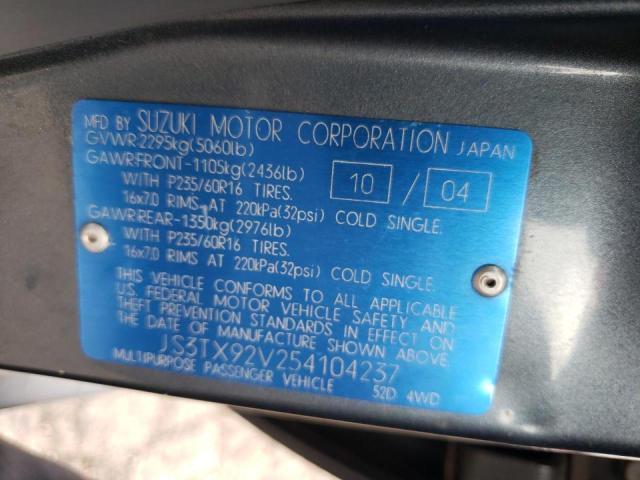 MFD BY SUZUKI MOTOR CORPORATION JAPAN
GVWR:2295kg(5060lb)
GAWR:FRONT-1105kg(2436lb) 10 / 04
WITH P235/60R16 TIRES.
16x7.0 RIMS AT 220kPa(32psi) COLD SINGLE.
GAWR:REAR-1350kg(2976lb)
WITH P235/60R16 TIRES.
16x7.0 RIMS AT 220kPa(32psi) COLD SINGLE.
THIS VEHICLE CONFORMS TO ALL APPLICABLE
U.S. FEDERAL MOTOR VEHICLE SAFETY AND
THEFT PREVENTION STANDARDS IN EFFECT ON
THE DATE OF MANUFACTURE SHOWN ABOVE.
JS3TX92V254104237
MULTIPURPOSE PASSENGER VEHICLE 52D 4WD